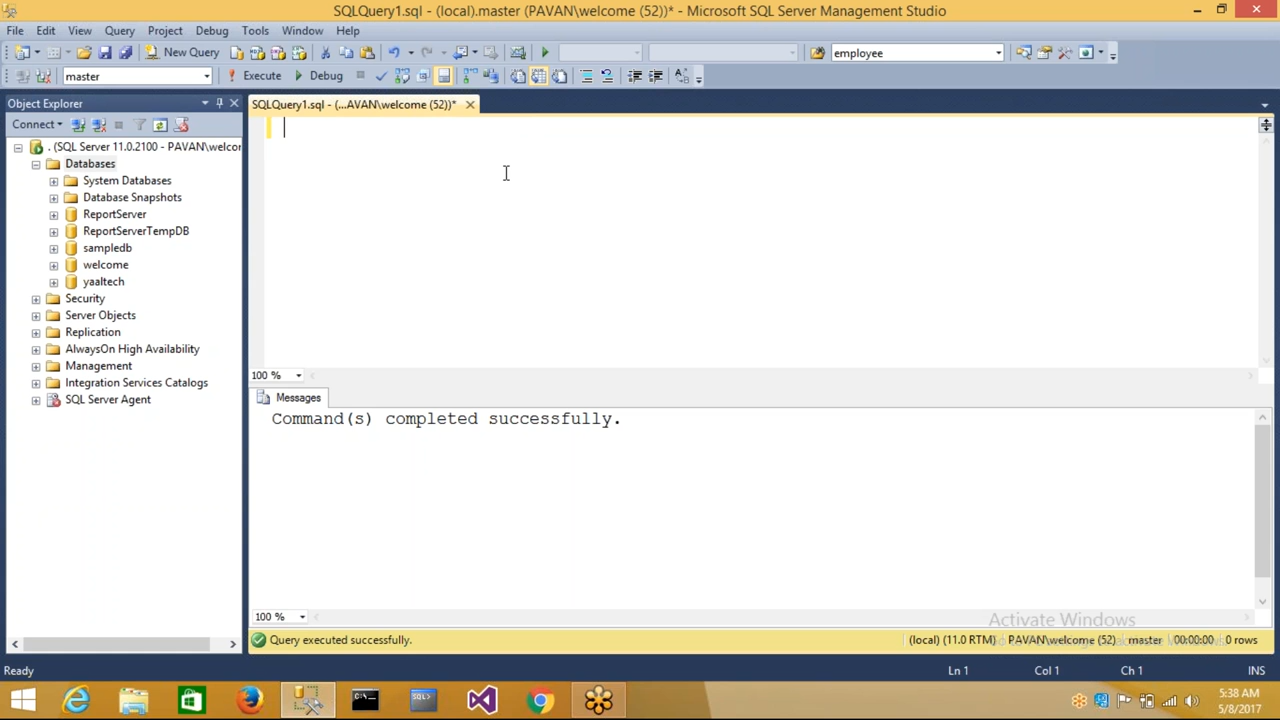 SQLQuery1.sql - (local).master (PAVAN\welcome (52))* - Microsoft SQL Server Management Studio
File Edit View Query Project Debug Tools Window Help
New Query employee
master Execute Debug
Object Explorer
SQLQuery1.sql - (...AVAN\welcome (52))*
Connect
. (SQL Server 11.0.2100 - PAVAN\welcor
Databases
System Databases
Database Snapshots
ReportServer
ReportServerTempDB
sampledb
welcome
yaaltech
Security
Server Objects
Replication
AlwaysOn High Availability
Management
Integration Services Catalogs
SQL Server Agent
100 %
Messages
Command(s) completed successfully.
100 %
Activate Windows
Query executed successfully. (local) (11.0 RTM) PAVAN\welcome (52) master 00:00:00 0 rows
Ready Ln 1 Col 1 Ch 1 INS
5:38 AM
5/8/2017